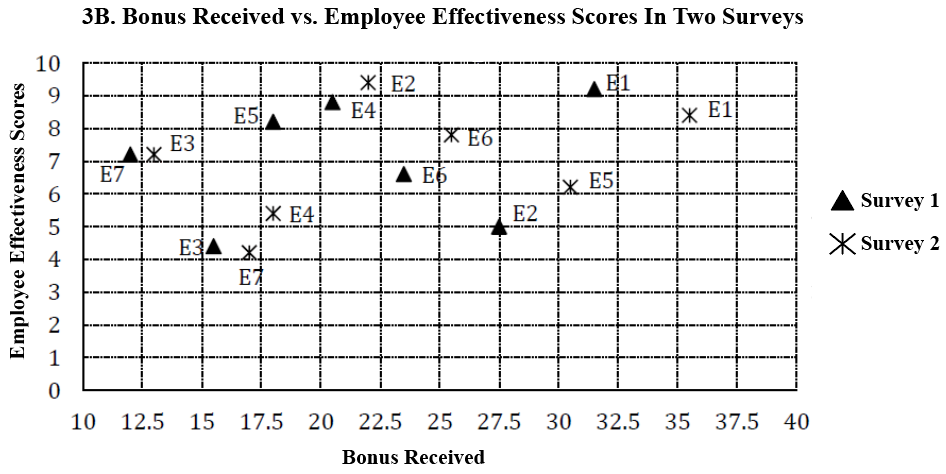 3B. Bonus Received vs. Employee Effectiveness Scores In Two Surveys
Employee Effectiveness Scores
10
9
8
7
6
5
4
3
2
1
0
E2
E1
E5
E4
E1
E3
E6
E7
E6
E5
E4
E2
E3
E7
Survey 1
Survey 2
10 12.5 15 17.5 20 22.5 25 27.5 30 32.5 35 37.5 40
Bonus Received